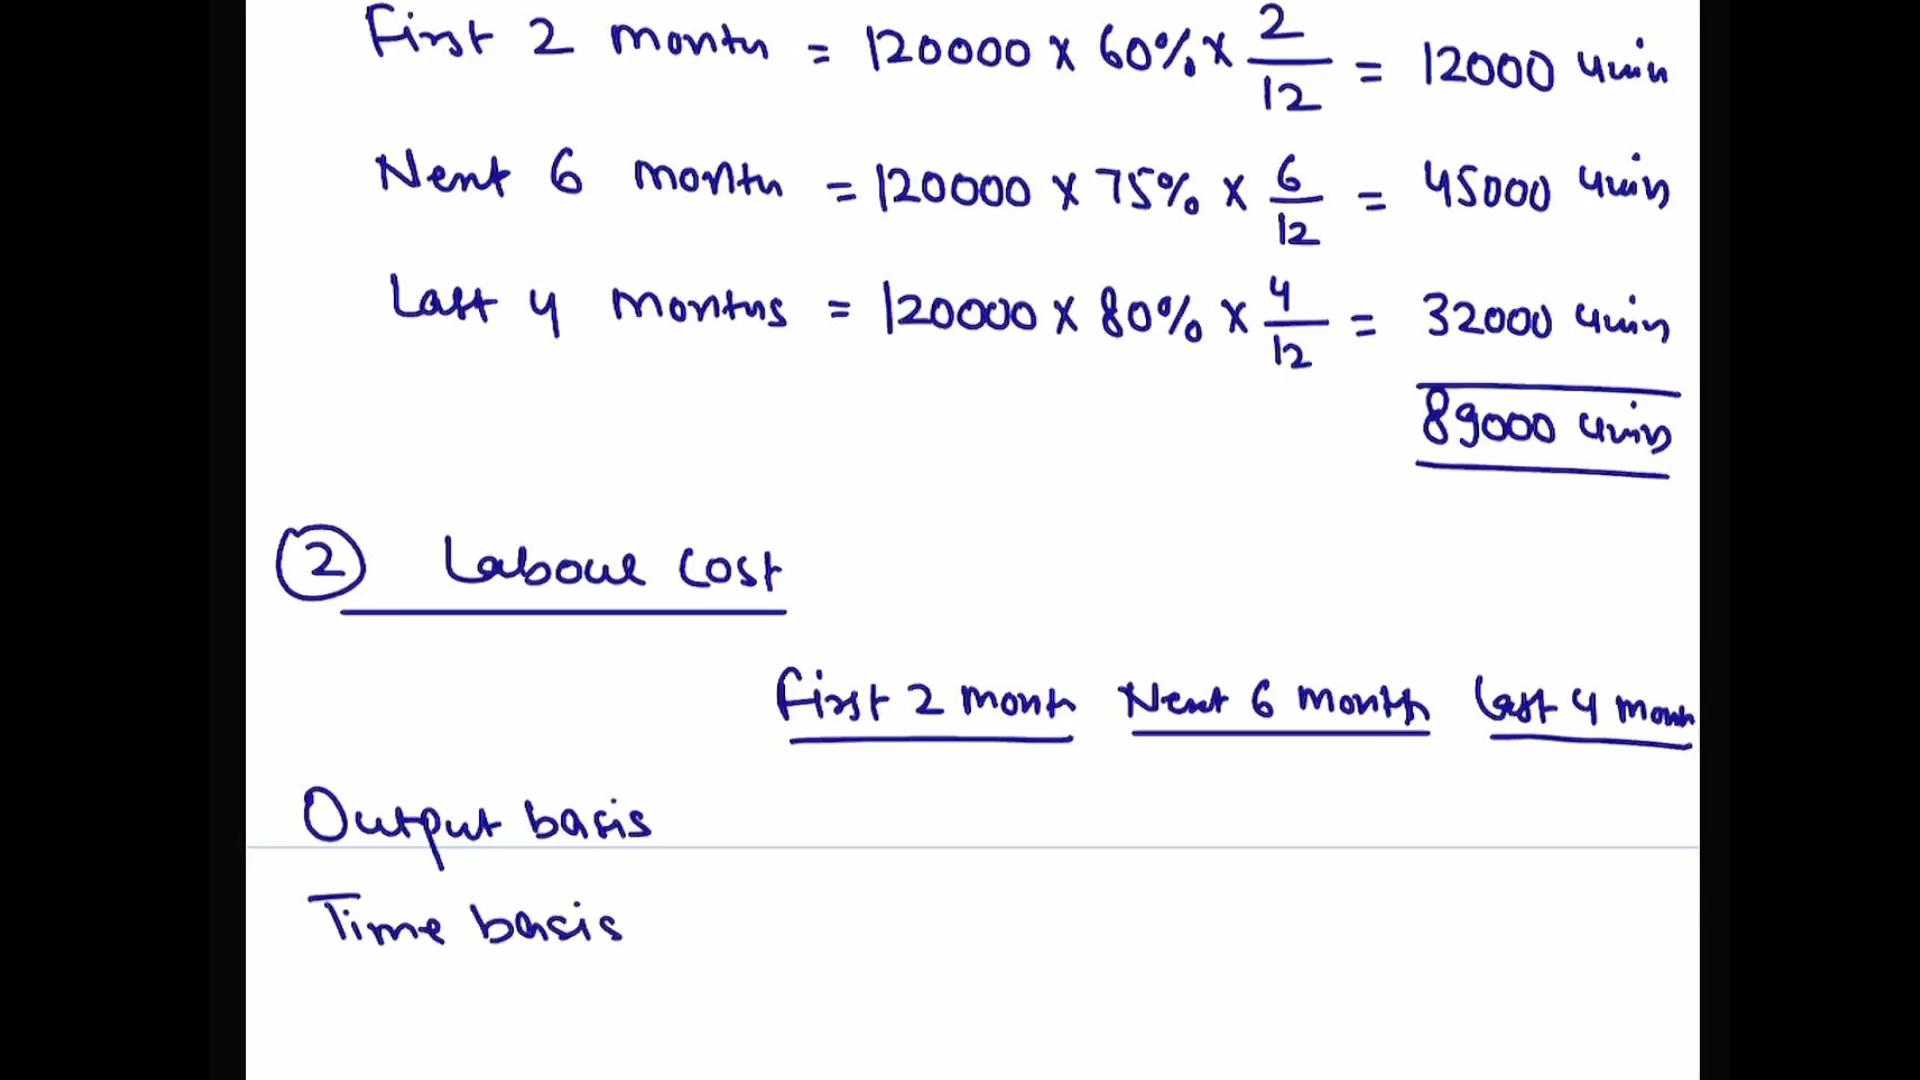 First 2 month = 120000 x 60% x 2/12 = 12000 units
Next 6 month = 120000 x 75% x 6/12 = 45000 units
Last 4 months = 120000 x 80% x 4/12 = 32000 units
89000 units
2 Labour cost
First 2 month Next 6 month Last 4 month
Output basis
Time basis